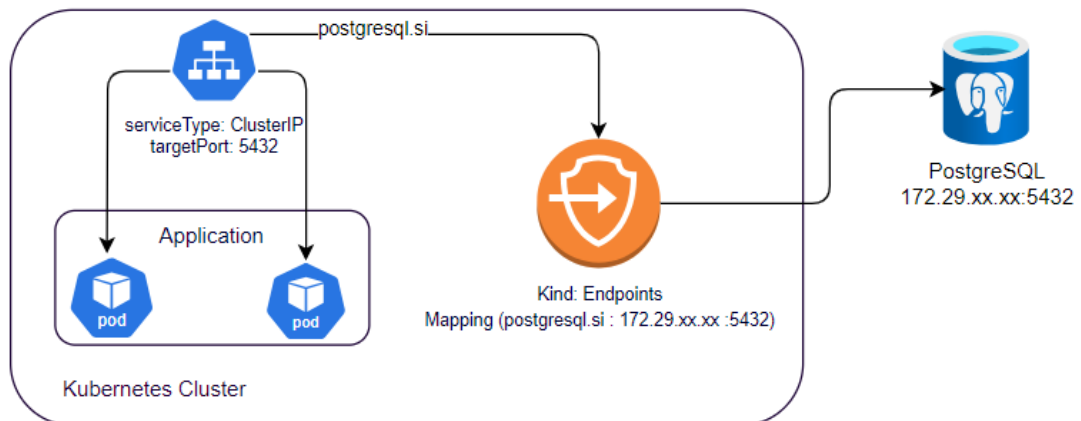 postgresql.si
serviceType: ClusterIP
targetPort: 5432
Application
pod
pod
Kind: Endpoints
Mapping (postgresql.si : 172.29.xx.xx :5432)
Kubernetes Cluster
PostgreSQL
172.29.xx.xx:5432